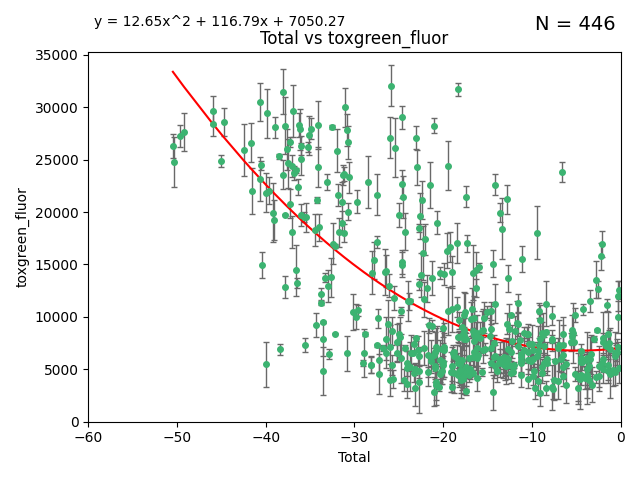 y = 12.65x^2 + 116.79x + 7050.27
N = 446
Total vs toxgreen_fluor
35000
30000
25000
20000
15000
10000
5000
0
toxgreen_fluor
−60 −50 −40 −30 −20 −10 0
Total